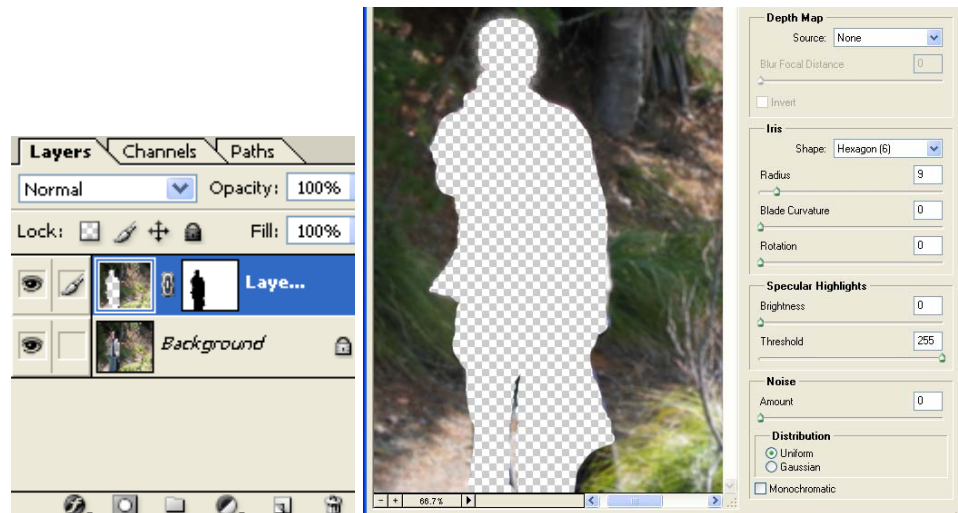 Layers Channels Paths
Normal Opacity: 100%
Lock: Fill: 100%
Laye...
Background
66.7%
Depth Map
Source: None
Blur Focal Distance 0
Invert
Iris
Shape: Hexagon (6)
Radius 9
Blade Curvature 0
Rotation 0
Specular Highlights
Brightness 0
Threshold 255
Noise
Amount 0
Distribution
Uniform
Gaussian
Monochromatic